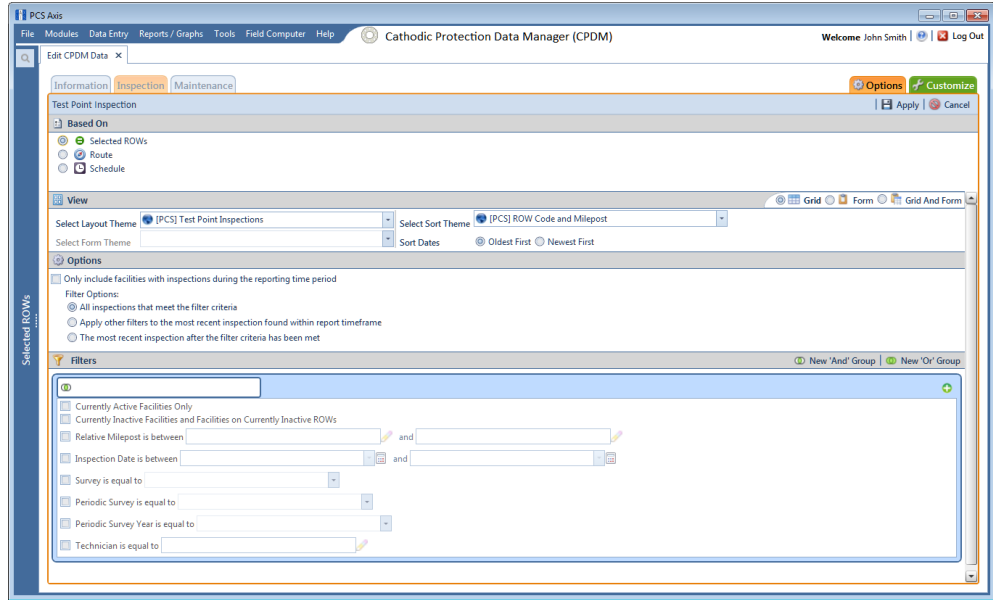 PCS Axis
File Modules Data Entry Reports / Graphs Tools Field Computer Help Cathodic Protection Data Manager (CPDM) Welcome John Smith | | Log Out
Edit CPDM Data ×
Information Inspection Maintenance Options Customize
Test Point Inspection | Apply | Cancel
Based On
Selected ROWs
Route
Schedule
View Grid Form Grid And Form
Select Layout Theme [PCS] Test Point Inspections Select Sort Theme [PCS] ROW Code and Milepost
Select Form Theme Sort Dates Oldest First Newest First
Options
Only include facilities with inspections during the reporting time period
Filter Options:
All inspections that meet the filter criteria
Apply other filters to the most recent inspection found within report timeframe
The most recent inspection after the filter criteria has been met
Selected ROWs
Filters New 'And' Group | New 'Or' Group
Currently Active Facilities Only
Currently Inactive Facilities and Facilities on Currently Inactive ROWs
Relative Milepost is between and
Inspection Date is between and
Survey is equal to
Periodic Survey is equal to
Periodic Survey Year is equal to
Technician is equal to